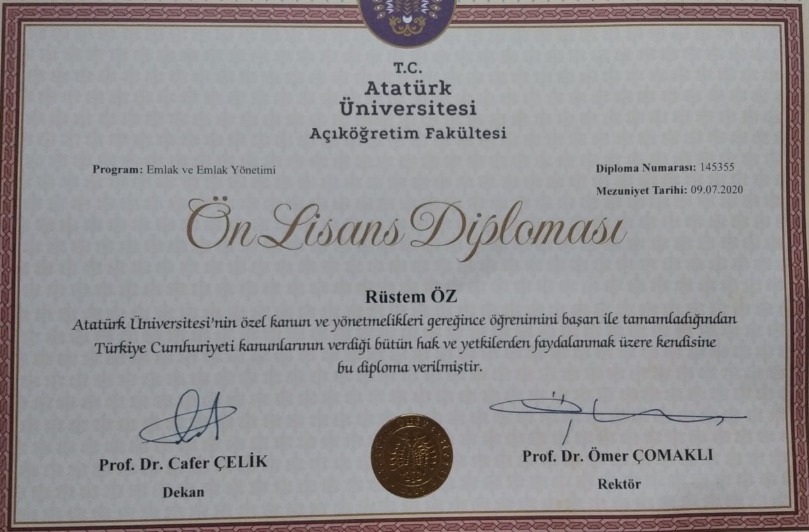 T.C.
Atatürk
Üniversitesi
Açıköğretim Fakültesi
Program: Emlak ve Emlak Yönetimi
Diploma Numarası: 145355
Mezuniyet Tarihi: 09.07.2020
Ön Lisans Diploması
Rüstem ÖZ
Atatürk Üniversitesi'nin özel kanun ve yönetmelikleri gereğince öğrenimini başarı ile tamamladığından
Türkiye Cumhuriyeti kanunlarının verdiği bütün hak ve yetkilerden faydalanmak üzere kendisine
bu diploma verilmiştir.
Prof. Dr. Cafer ÇELİK
Dekan
Prof. Dr. Ömer ÇOMAKLI
Rektör